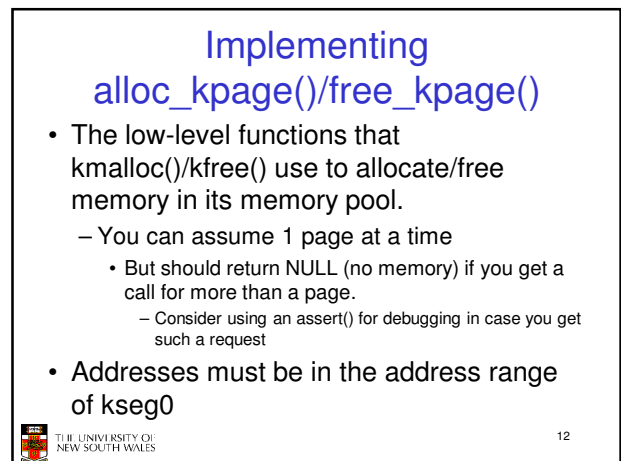 Implementing
alloc_kpage()/free_kpage()
• The low-level functions that
kmalloc()/kfree() use to allocate/free
memory in its memory pool.
– You can assume 1 page at a time
• But should return NULL (no memory) if you get a
call for more than a page.
– Consider using an assert() for debugging in case you get
such a request
• Addresses must be in the address range
of kseg0
THE UNIVERSITY OF
NEW SOUTH WALES
12